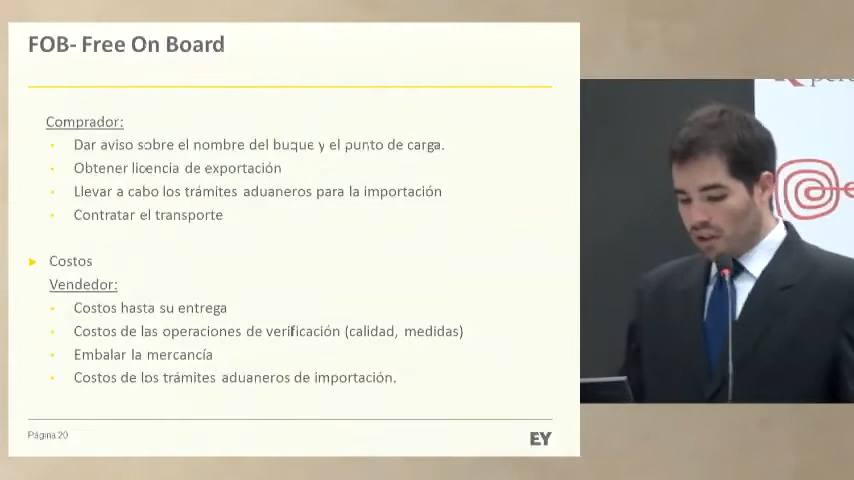 FOB- Free On Board
Comprador:
Dar aviso sobre el nombre del buque y el punto de carga.
Obtener licencia de exportación
Llevar a cabo los trámites aduaneros para la importación
Contratar el transporte
Costos
Vendedor:
Costos hasta su entrega
Costos de las operaciones de verificación (calidad, medidas)
Embalar la mercancía
Costos de los trámites aduaneros de importación.
Página 20
EY